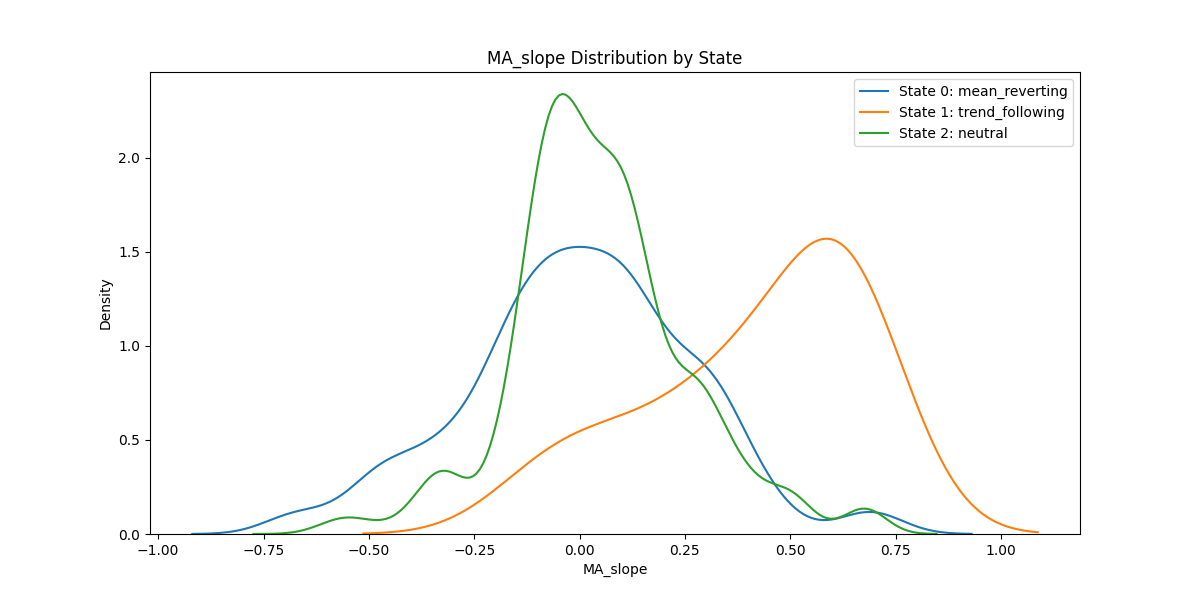 MA_slope Distribution by State
State 0: mean_reverting
State 1: trend_following
State 2: neutral
Density
2.0
1.5
1.0
0.5
0.0
−1.00 −0.75 −0.50 −0.25 0.00 0.25 0.50 0.75 1.00
MA_slope